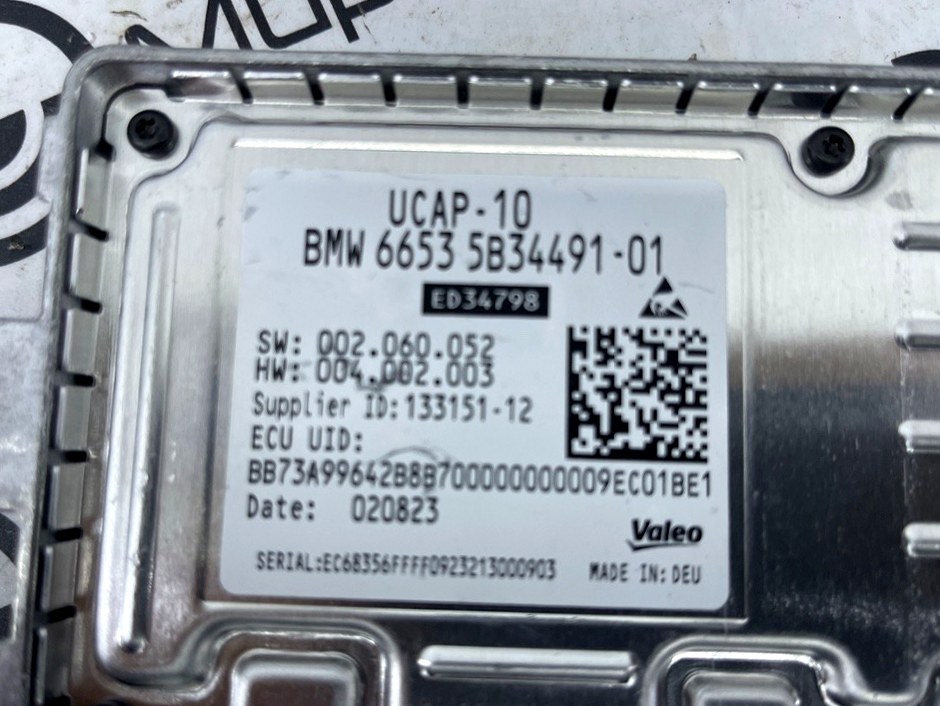 UCAP-10
BMW 6653 5B34491-01
ED34798
SW: 002.060.052
HW: 004.002.003
Supplier ID:133151-12
ECU UID:
BB73A99642B8B700000000009EC01BE1
Date: 020823
Valeo
SERIAL:EC68356FFFF0923213000903
MADE IN:DEU